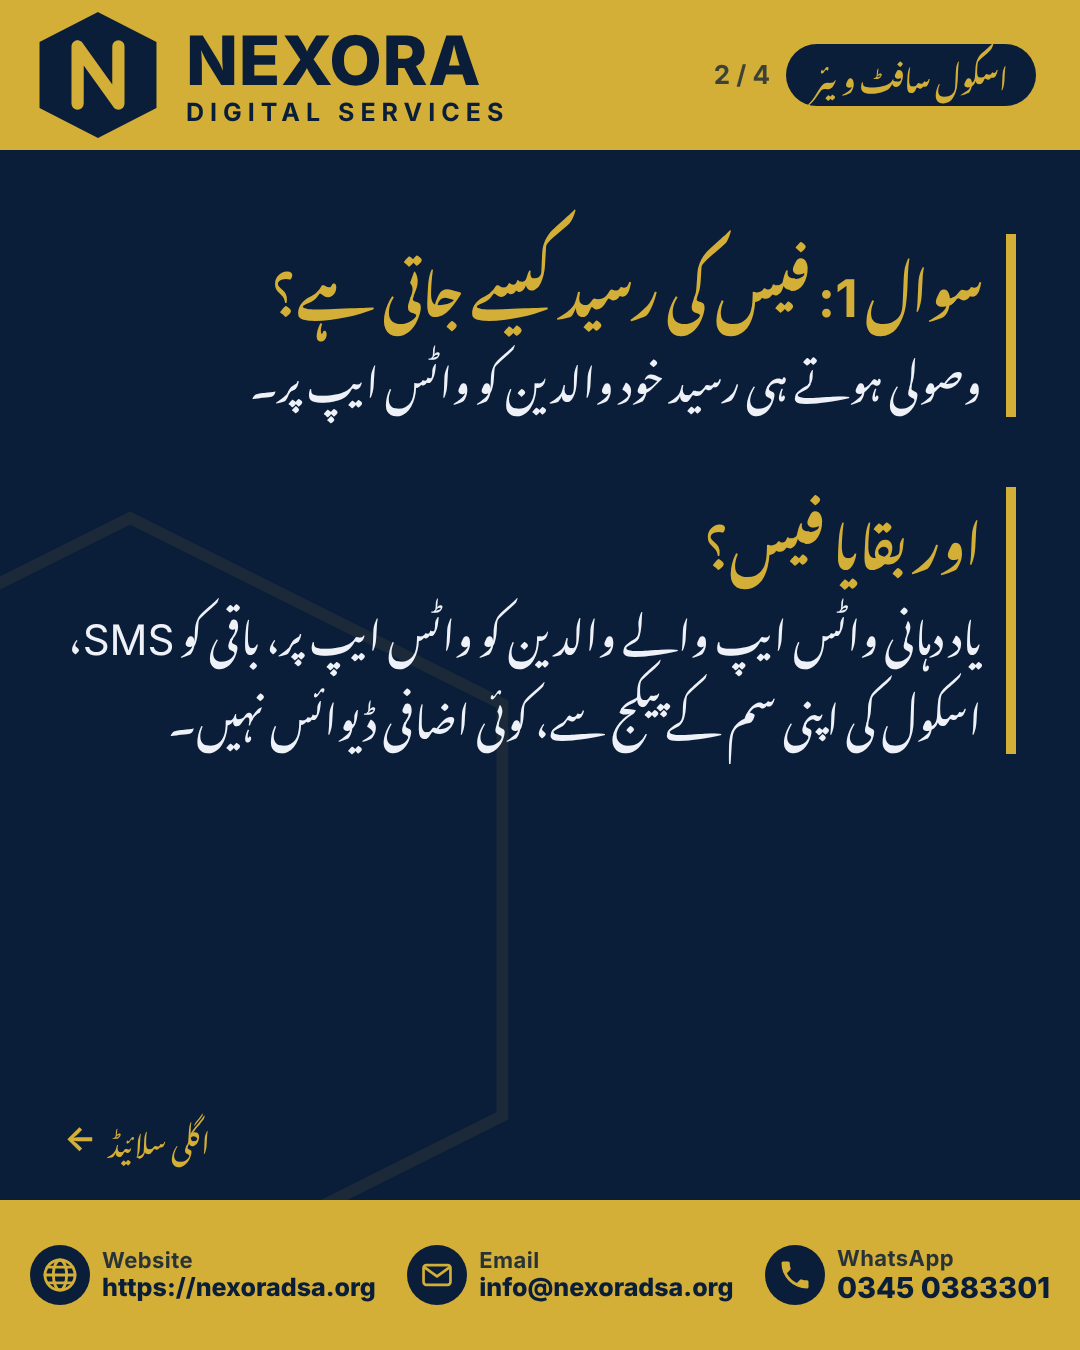 NEXORA
DIGITAL SERVICES
2 / 4
اسکول سافٹ ویئر
سوال 1: فیس کی رسید کیسے جاتی ہے؟
وصولی ہوتے ہی رسید خود والدین کو واٹس ایپ پر۔
اور بقایا فیس؟
یاد دہانی واٹس ایپ والے والدین کو واٹس ایپ پر، باقی کو SMS،
اسکول کی اپنی سم کے پیکیج سے، کوئی اضافی ڈیوائس نہیں۔
اگلی سلائیڈ ←
Website
https://nexoradsa.org
Email
info@nexoradsa.org
WhatsApp
0345 0383301